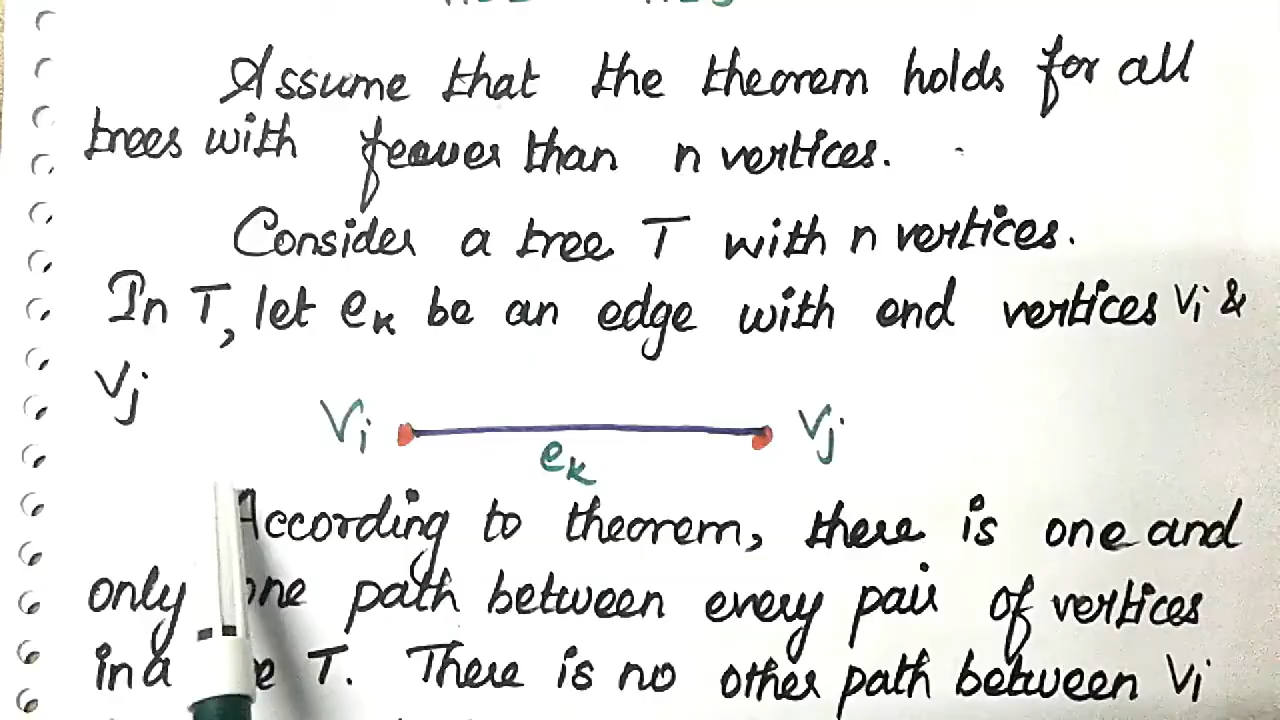 Assume that the theorem holds for all
trees with fewer than n vertices.
Consider a tree T with n vertices.
In T, let ek be an edge with end vertices Vi &
Vj
Vi Vj
ek
According to theorem, there is one and
only one path between every pair of vertices
in a T. There is no other path between Vi